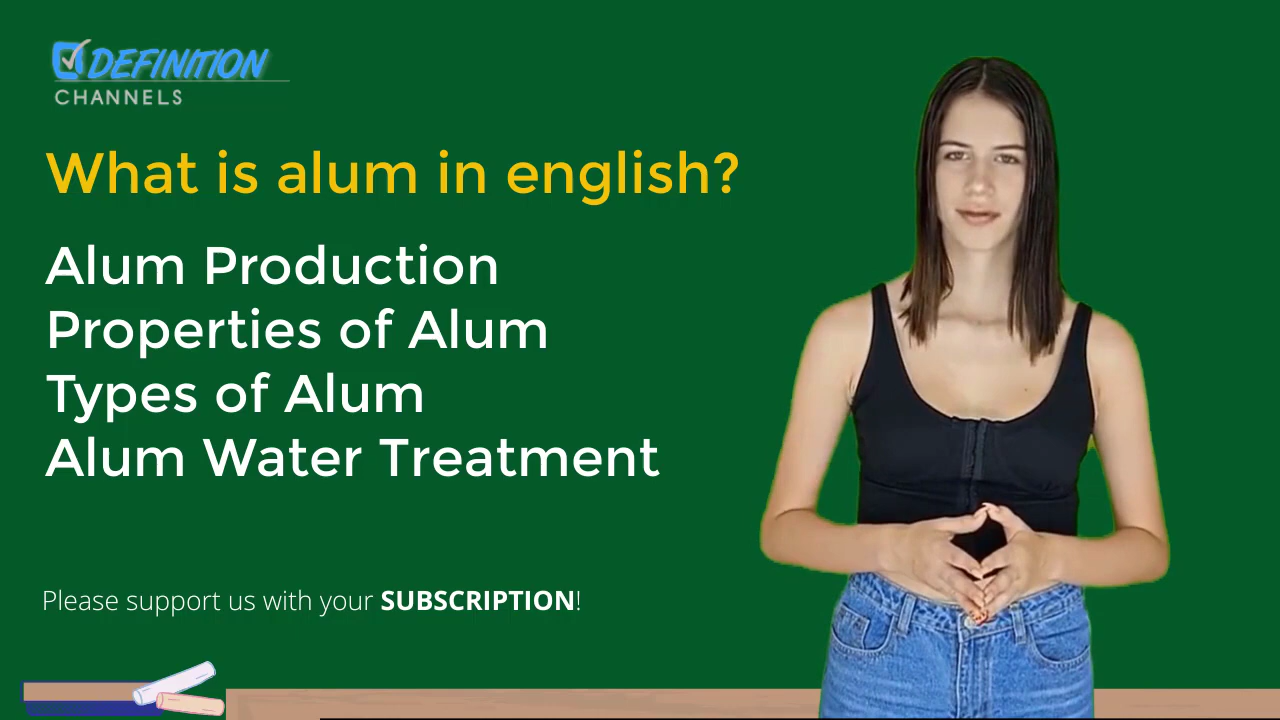 DEFINITION
CHANNELS
What is alum in english?
Alum Production
Properties of Alum
Types of Alum
Alum Water Treatment
Please support us with your SUBSCRIPTION!